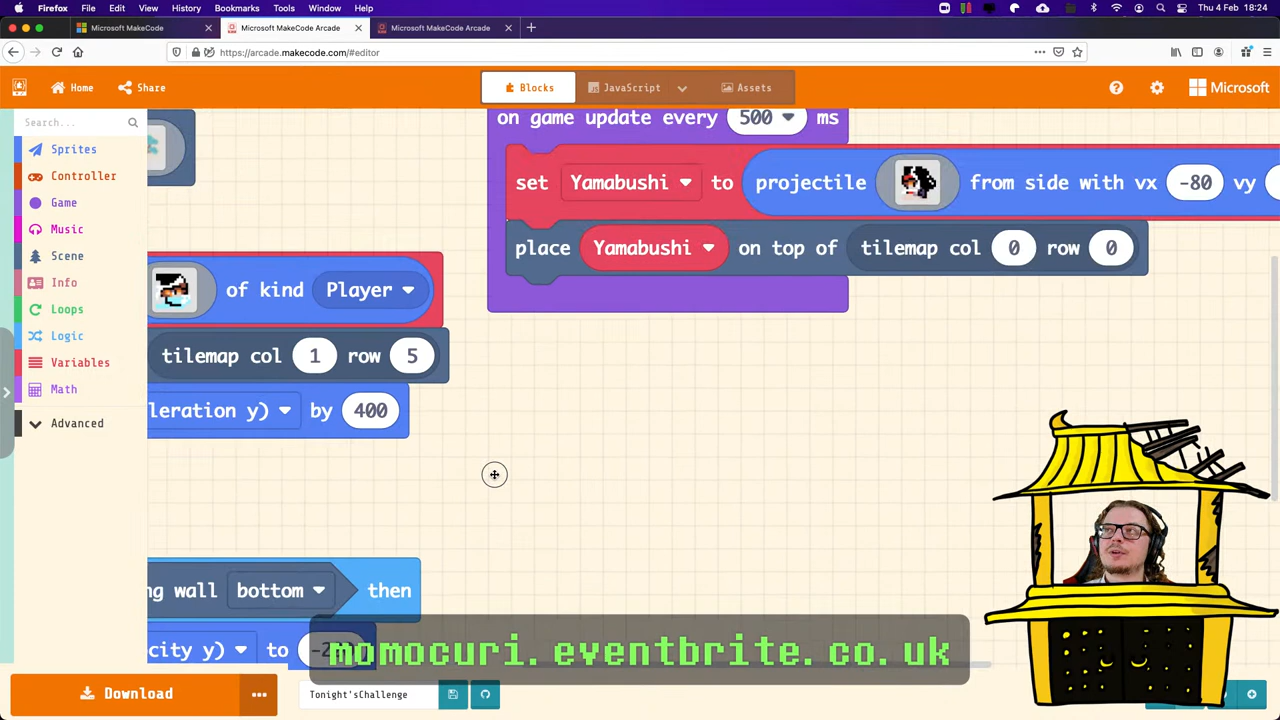 Firefox File Edit View History Bookmarks Tools Window Help
Thu 4 Mar 18:24
Microsoft MakeCode
Microsoft MakeCode Arcade
Microsoft MakeCode Arcade
https://arcade.makecode.com/#editor
Home
Share
Blocks
JavaScript
Assets
Microsoft
Search...
Sprites
Controller
Game
Music
Scene
Info
Loops
Logic
Variables
Math
Advanced
on game update every 500 ms
set Yamabushi to projectile from side with vx -80 vy
place Yamabushi on top of tilemap col 0 row 0
of kind Player
tilemap col 1 row 5
leration y) by 400
ng wall bottom then
city y) to
momocuri.eventbrite.co.uk
Download
Tonight'sChallenge